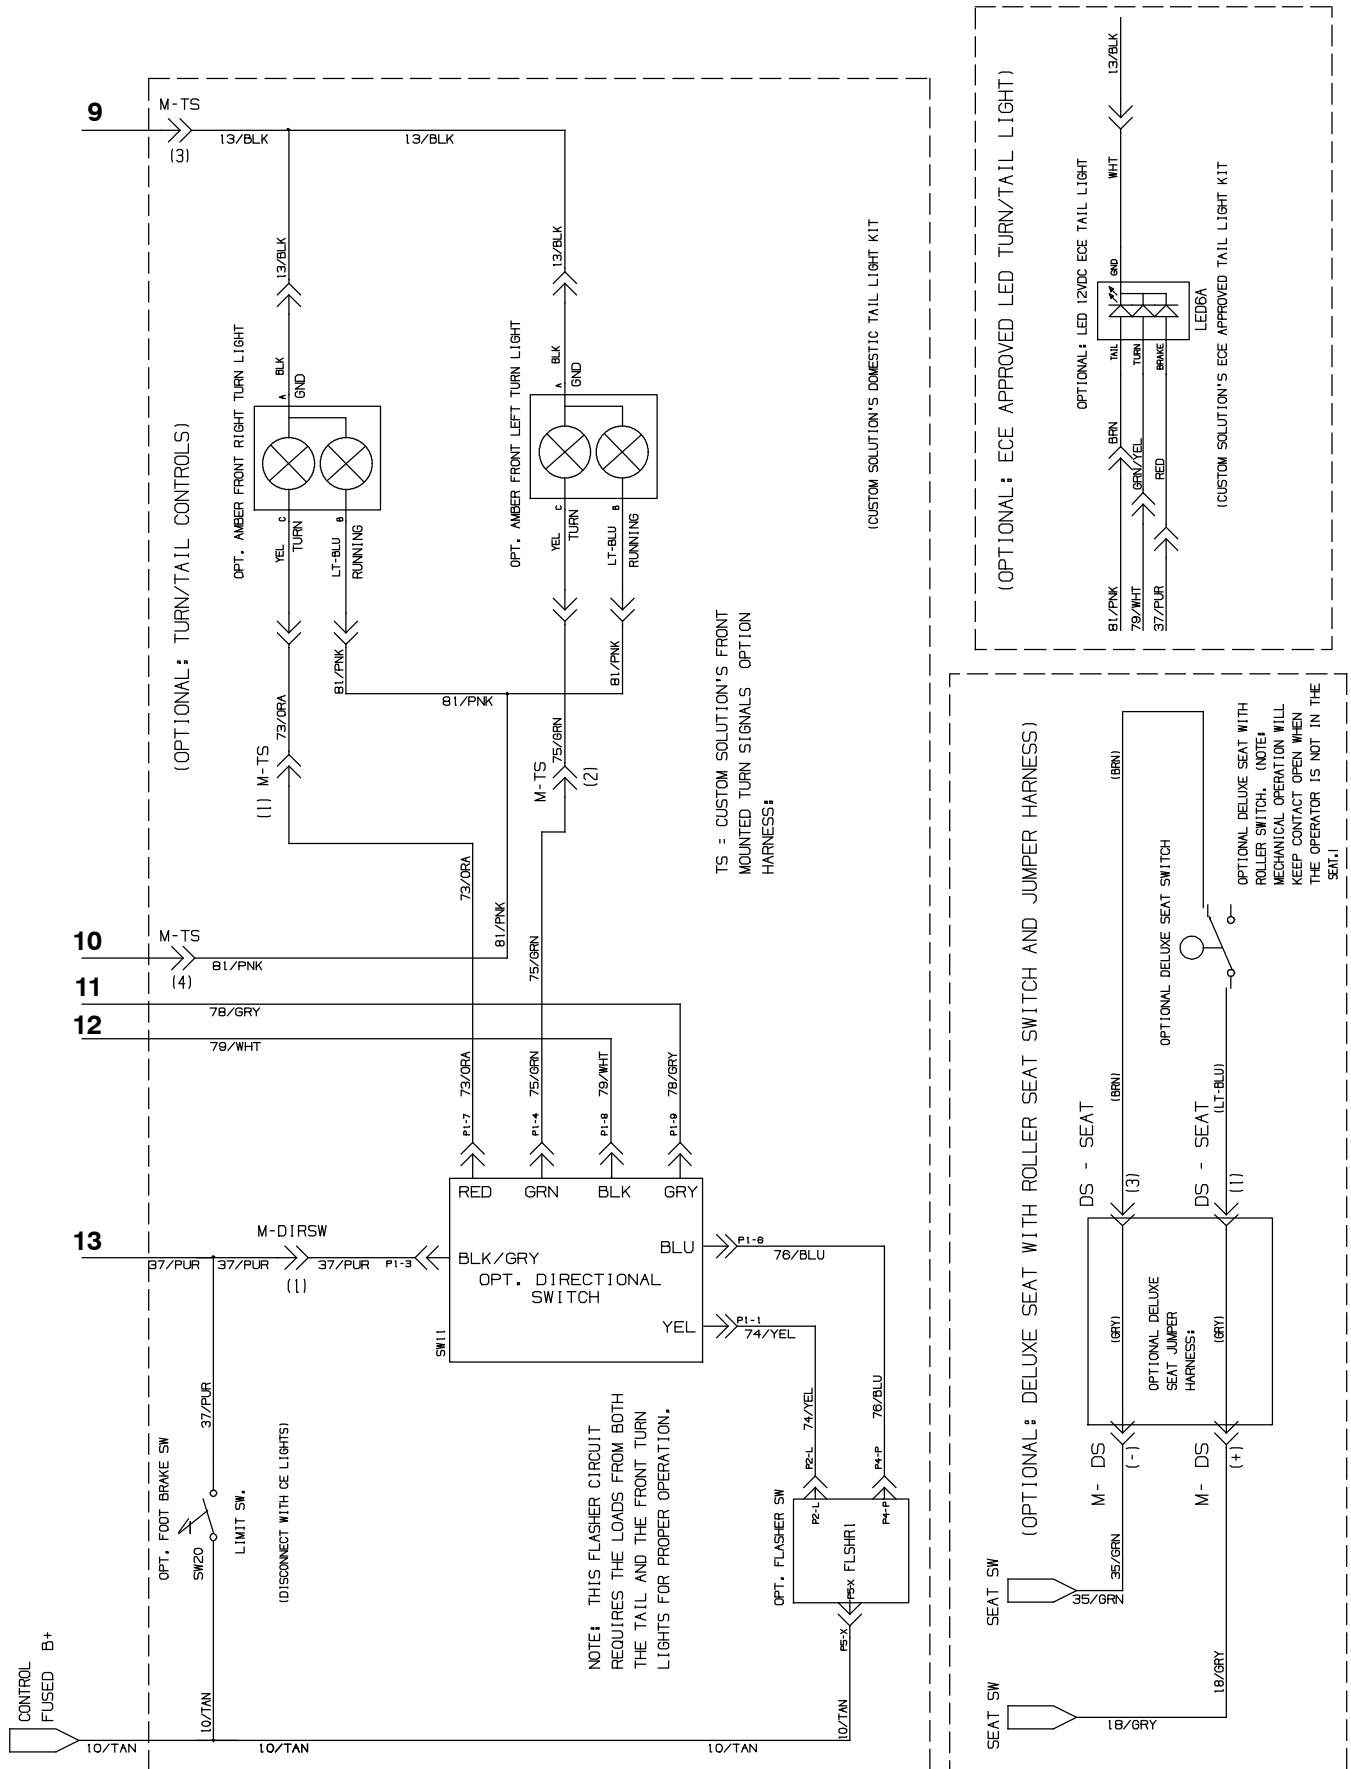 9
M-TS
(3)
13/BLK
13/BLK
13/BLK
13/BLK
(OPTIONAL: TURN/TAIL CONTROLS)
OPT. AMBER FRONT RIGHT TURN LIGHT
BLK
A
GND
YEL
C
TURN
LT-BLU
B
RUNNING
OPT. AMBER FRONT LEFT TURN LIGHT
BLK
A
GND
YEL
C
TURN
LT-BLU
B
RUNNING
(CUSTOM SOLUTION'S DOMESTIC TAIL LIGHT KIT
73/ORA
81/PNK
81/PNK
81/PNK
75/GRN
(1) M-TS
M-TS
(2)
TS = CUSTOM SOLUTION'S FRONT
MOUNTED TURN SIGNALS OPTION
HARNESS:
10
M-TS
(4)
81/PNK
73/ORA
81/PNK
75/GRN
11
78/GRY
12
79/WHT
P1-7
73/ORA
P1-4
75/GRN
P1-8
79/WHT
P1-9
78/GRY
RED
GRN
BLK
GRY
13
37/PUR
37/PUR
M-DIRSW
(1)
37/PUR
P1-3
BLK/GRY
OPT. DIRECTIONAL
SWITCH
SW11
BLU
P1-6
76/BLU
YEL
P1-1
74/YEL
37/PUR
OPT. FOOT BRAKE SW
SW20
LIMIT SW.
(DISCONNECT WITH CE LIGHTS)
NOTE: THIS FLASHER CIRCUIT
REQUIRES THE LOADS FROM BOTH
THE TAIL AND THE FRONT TURN
LIGHTS FOR PROPER OPERATION.
74/YEL
76/BLU
P2-L
P4-P
OPT. FLASHER SW
P2-L
P4-P
P5-X
FLSHR1
P5-X
10/TAN
CONTROL
FUSED B+
10/TAN
10/TAN
10/TAN
10/TAN
(OPTIONAL: ECE APPROVED LED TURN/TAIL LIGHT)
13/BLK
WHT
OPTIONAL: LED 12VDC ECE TAIL LIGHT
GND
LED6A
TAIL
TURN
BRAKE
BRN
GRN/YEL
RED
81/PNK
79/WHT
37/PUR
(CUSTOM SOLUTION'S ECE APPROVED TAIL LIGHT KIT
(OPTIONAL: DELUXE SEAT WITH ROLLER SEAT SWITCH AND JUMPER HARNESS)
OPTIONAL DELUXE SEAT WITH
ROLLER SWITCH. (NOTE:
MECHANICAL OPERATION WILL
KEEP CONTACT OPEN WHEN
THE OPERATOR IS NOT IN THE
SEAT.)
(BRN)
OPTIONAL DELUXE SEAT SWITCH
(BRN)
(LT-BLU)
DS - SEAT
(3)
DS - SEAT
(1)
(GRY)
(GRY)
OPTIONAL DELUXE
SEAT JUMPER
HARNESS:
M- DS
(-)
M- DS
(+)
35/GRN
SEAT SW
35/GRN
18/GRY
SEAT SW
18/GRY